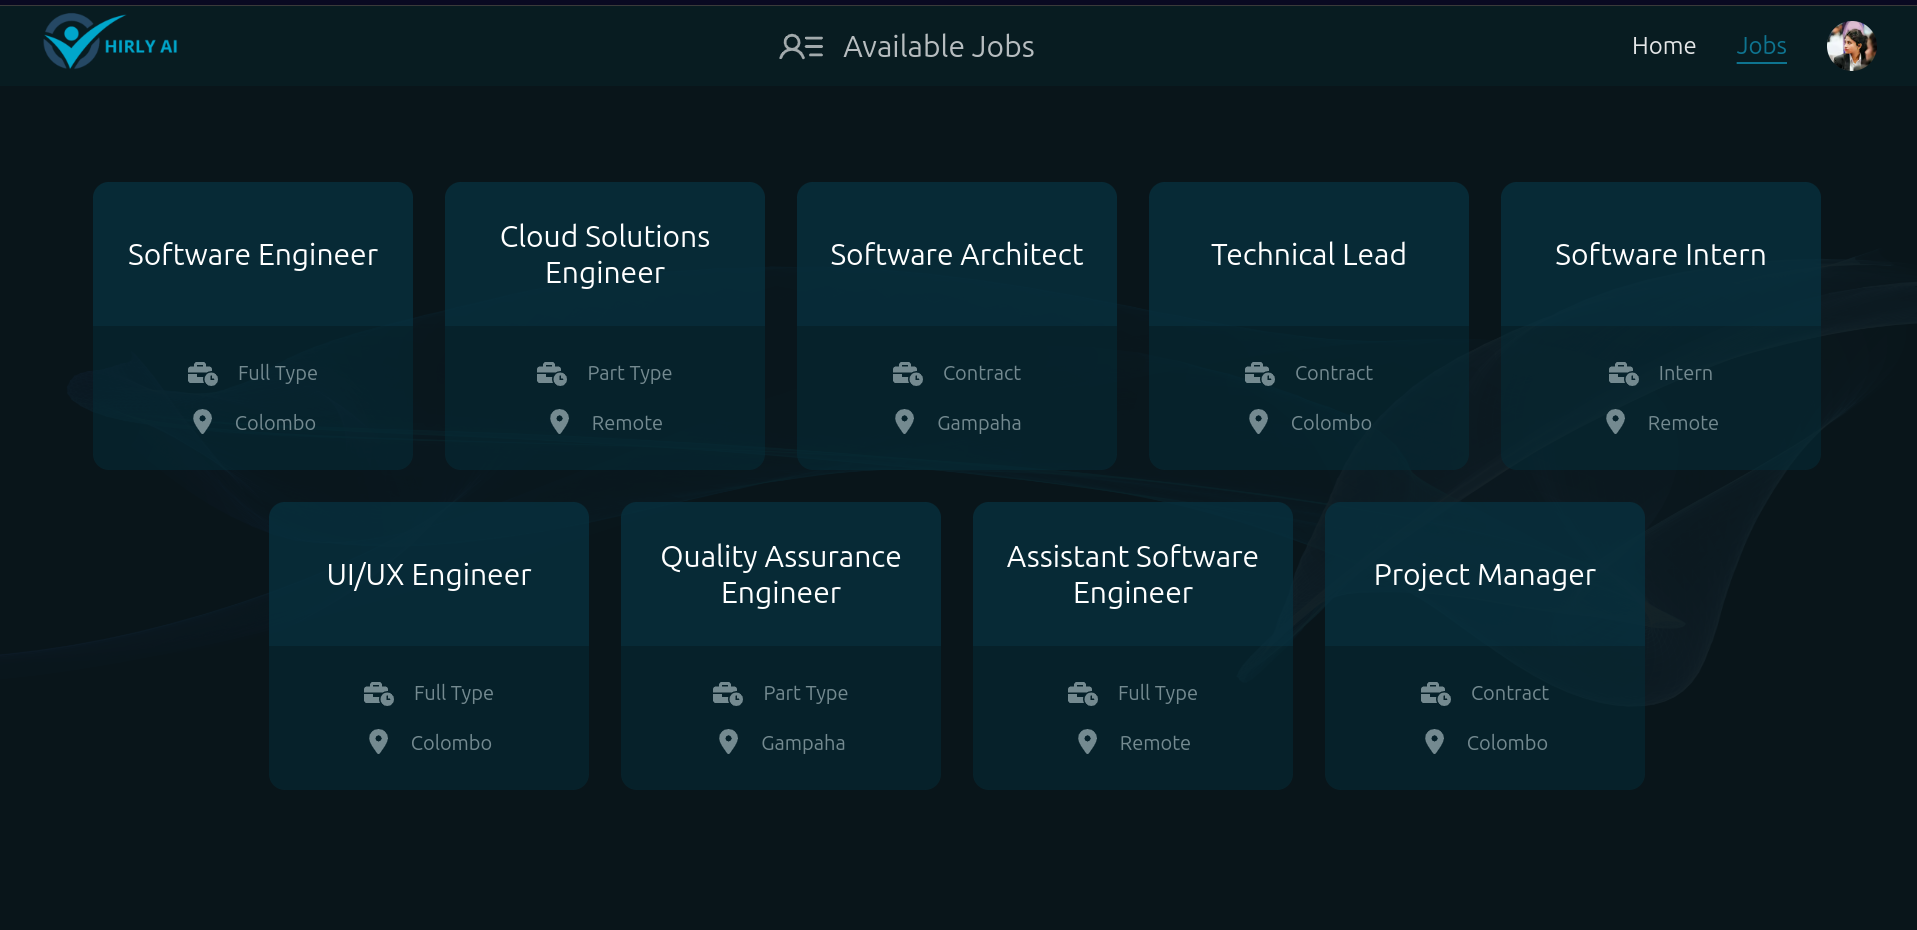 HIRLY AI
Available Jobs
Home
Jobs
Software Engineer
Full Type
Colombo
Cloud Solutions
Engineer
Part Type
Remote
Software Architect
Contract
Gampaha
Technical Lead
Contract
Colombo
Software Intern
Intern
Remote
UI/UX Engineer
Full Type
Colombo
Quality Assurance
Engineer
Part Type
Gampaha
Assistant Software
Engineer
Full Type
Remote
Project Manager
Contract
Colombo